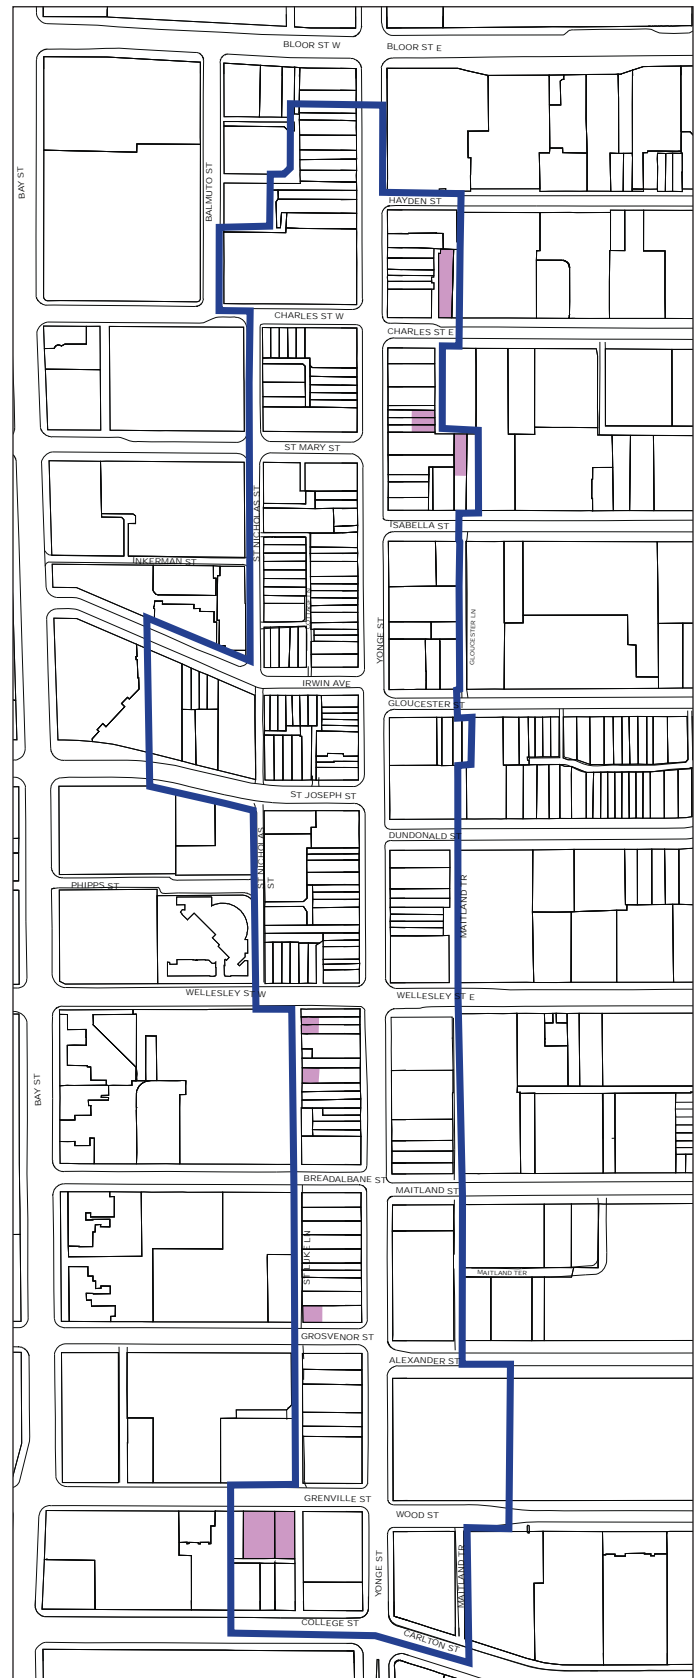 BLOOR ST W
BLOOR ST E
BAY ST
BALMUTO ST
HAYDEN ST
CHARLES ST W
CHARLES ST E
ST MARY ST
ST NICHOLAS ST
ISABELLA ST
INKERMAN ST
YONGE ST
GLOUCESTER LN
IRWIN AVE
GLOUCESTER ST
ST JOSEPH ST
DUNDONALD ST
ST NICHOLAS
ST
PHIPPS ST
MAITLAND TR
WELLESLEY ST W
WELLESLEY ST E
BAY ST
BREADALBANE ST
MAITLAND ST
ST LUKE LN
MAITLAND TER
GROSVENOR ST
ALEXANDER ST
GRENVILLE ST
WOOD ST
YONGE ST
MAITLAND TR
COLLEGE ST
CARLTON ST